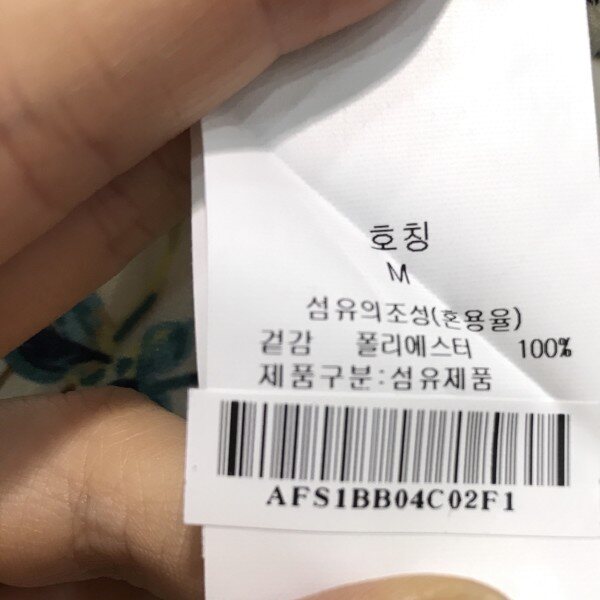 호칭
M
섬유의조성(혼용율)
겉감 폴리에스터 100%
제품구분:섬유제품
AFS1BB04C02F1